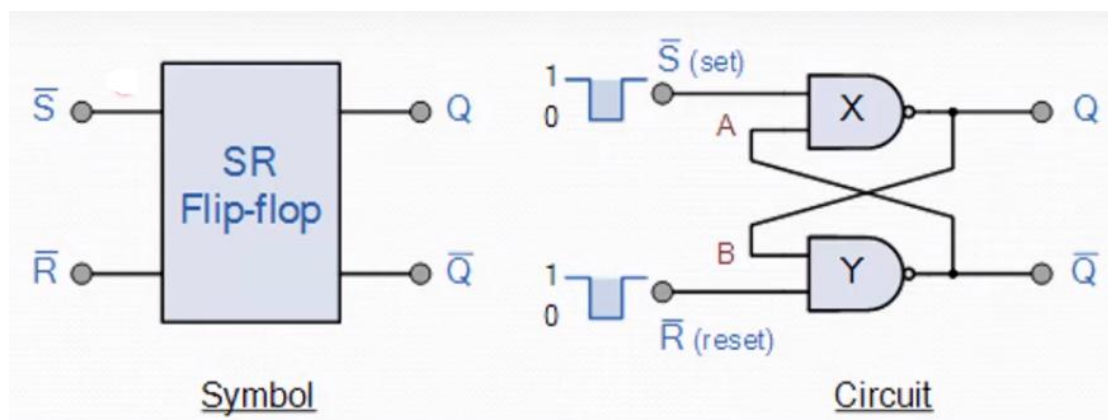 S̅
R̅
SR
Flip-flop
Q
Q̅
Symbol
1
0
S̅ (set)
A
X
Q
B
Y
Q̅
1
0
R̅ (reset)
Circuit